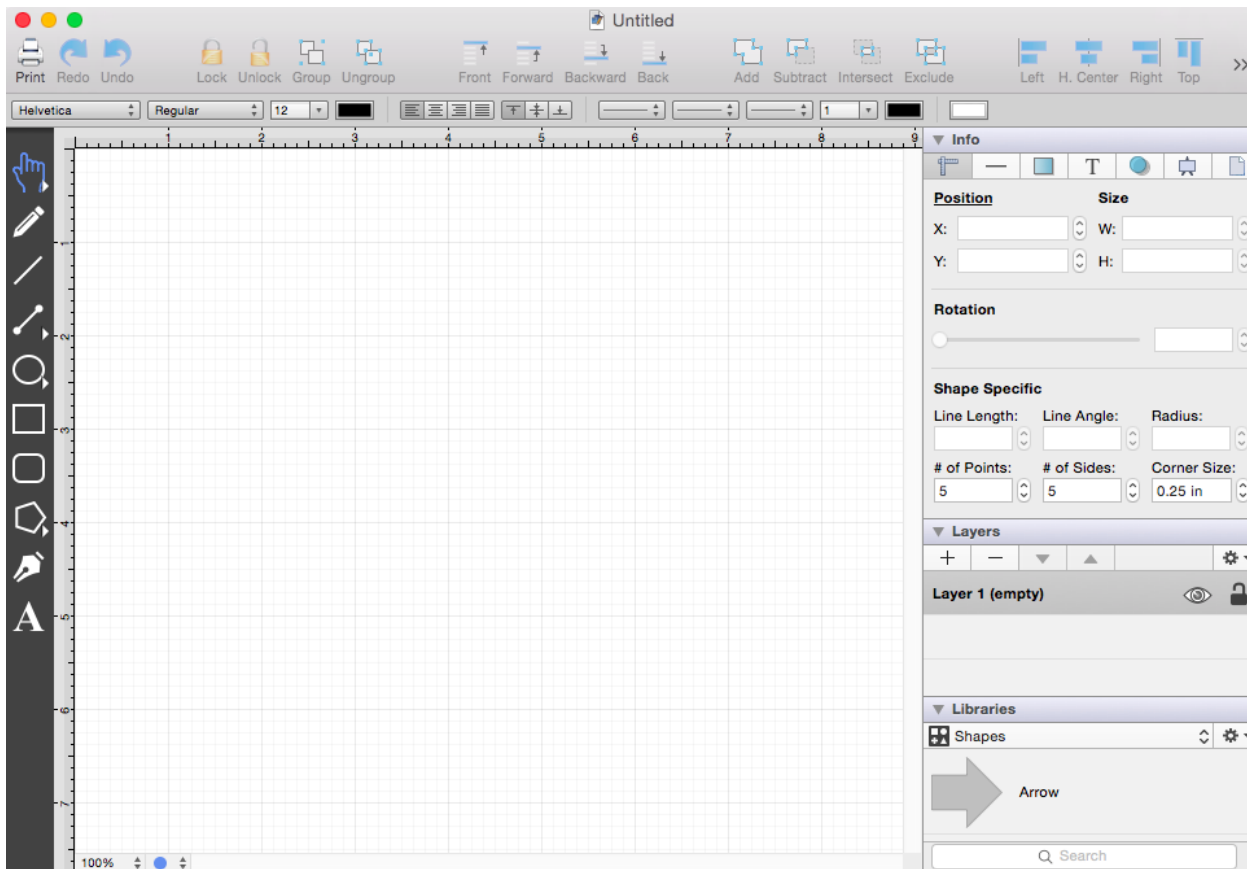 Untitled
Print Redo Undo Lock Unlock Group Ungroup Front Forward Backward Back Add Subtract Intersect Exclude Left H. Center Right Top
Helvetica Regular 12 1
1 2 3 4 5 6 7 8 9
1
2
3
4
5
6
7
100%
A
Info
T
Position Size
X: W:
Y: H:
Rotation
Shape Specific
Line Length: Line Angle: Radius:
# of Points: # of Sides: Corner Size:
5 5 0.25 in
Layers
Layer 1 (empty)
Libraries
Shapes
Arrow
Search